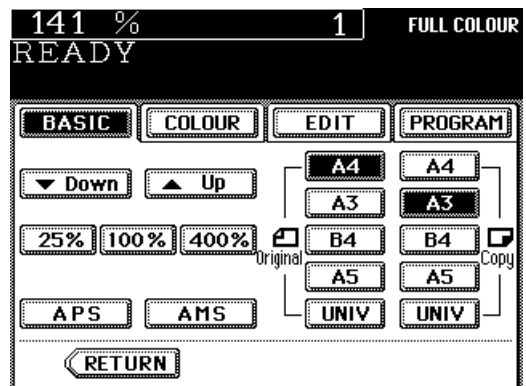 141 % 1 FULL COLOUR
READY
BASIC COLOUR EDIT PROGRAM
A4 A4
Down Up
A3 A3
25% 100% 400% Original B4 B4 Copy
A5 A5
APS AMS UNIV UNIV
RETURN